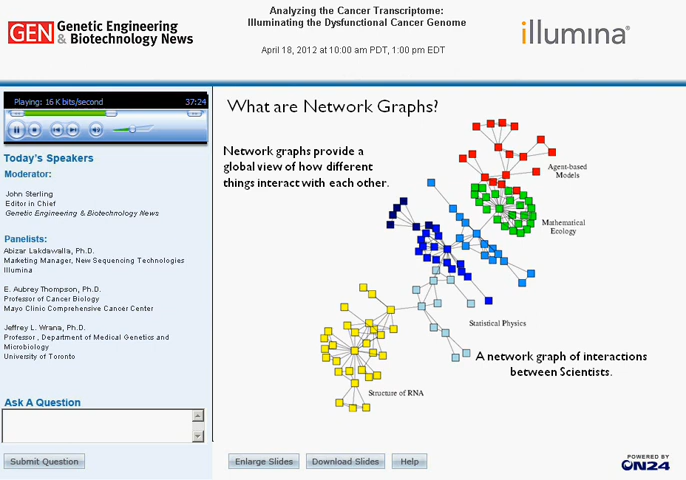 GEN Genetic Engineering
& Biotechnology News
Analyzing the Cancer Transcriptome:
Illuminating the Dysfunctional Cancer Genome
April 18, 2012 at 10:00 am PDT, 1:00 pm EDT
illumina®
Playing: 16 K bits/second 37:24
Today's Speakers
Moderator:
John Sterling
Editor in Chief
Genetic Engineering & Biotechnology News
Panelists:
Abizar Lakdawalla, Ph.D.
Marketing Manager, New Sequencing Technologies
Illumina
E. Aubrey Thompson, Ph.D.
Professor of Cancer Biology
Mayo Clinic Comprehensive Cancer Center
Jeffrey L. Wrana, Ph.D.
Professor , Department of Medical Genetics and
Microbiology
University of Toronto
Ask A Question
Submit Question
What are Network Graphs?
Network graphs provide a
global view of how different
things interact with each other.
Agent-based
Models
Mathematical
Ecology
Statistical Physics
A network graph of interactions
between Scientists.
Structure of RNA
Enlarge Slides
Download Slides
Help
POWERED BY
ON24